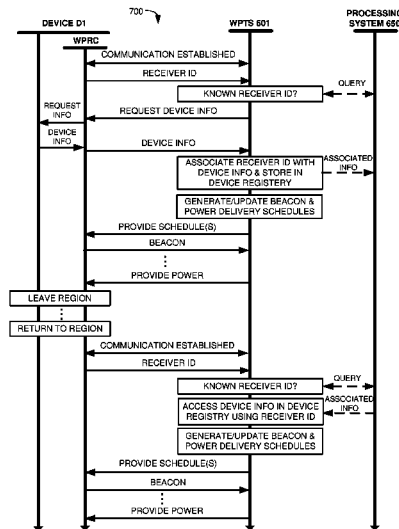 700
DEVICE D1
WPRC
WPTS 601
PROCESSING
SYSTEM 650
COMMUNICATION ESTABLISHED
RECEIVER ID
KNOWN RECEIVER ID?
QUERY
REQUEST
INFO
REQUEST DEVICE INFO
DEVICE
INFO
DEVICE INFO
ASSOCIATE RECEIVER ID WITH
DEVICE INFO & STORE IN
DEVICE REGISTERY
ASSOCIATED
INFO
GENERATE/UPDATE BEACON &
POWER DELIVERY SCHEDULES
PROVIDE SCHEDULE(S)
BEACON
PROVIDE POWER
LEAVE REGION
RETURN TO REGION
COMMUNICATION ESTABLISHED
RECEIVER ID
KNOWN RECEIVER ID?
QUERY
ACCESS DEVICE INFO IN DEVICE
REGISTRY USING RECEIVER ID
ASSOCIATED
INFO
GENERATE/UPDATE BEACON &
POWER DELIVERY SCHEDULES
PROVIDE SCHEDULE(S)
BEACON
PROVIDE POWER